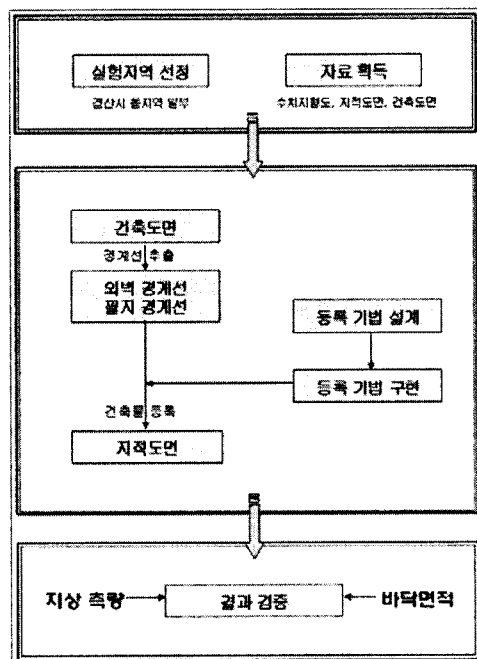 실험지역 선정
자료 획득
경산시 동지역 일부
수치지형도, 지적도면, 건축도면
건축도면
경계선 추출
외벽 경계선
필지 경계선
등록 기법 설계
등록 기법 구현
건축물 등록
지적도면
지상 측량
결과 검증
바닥면적